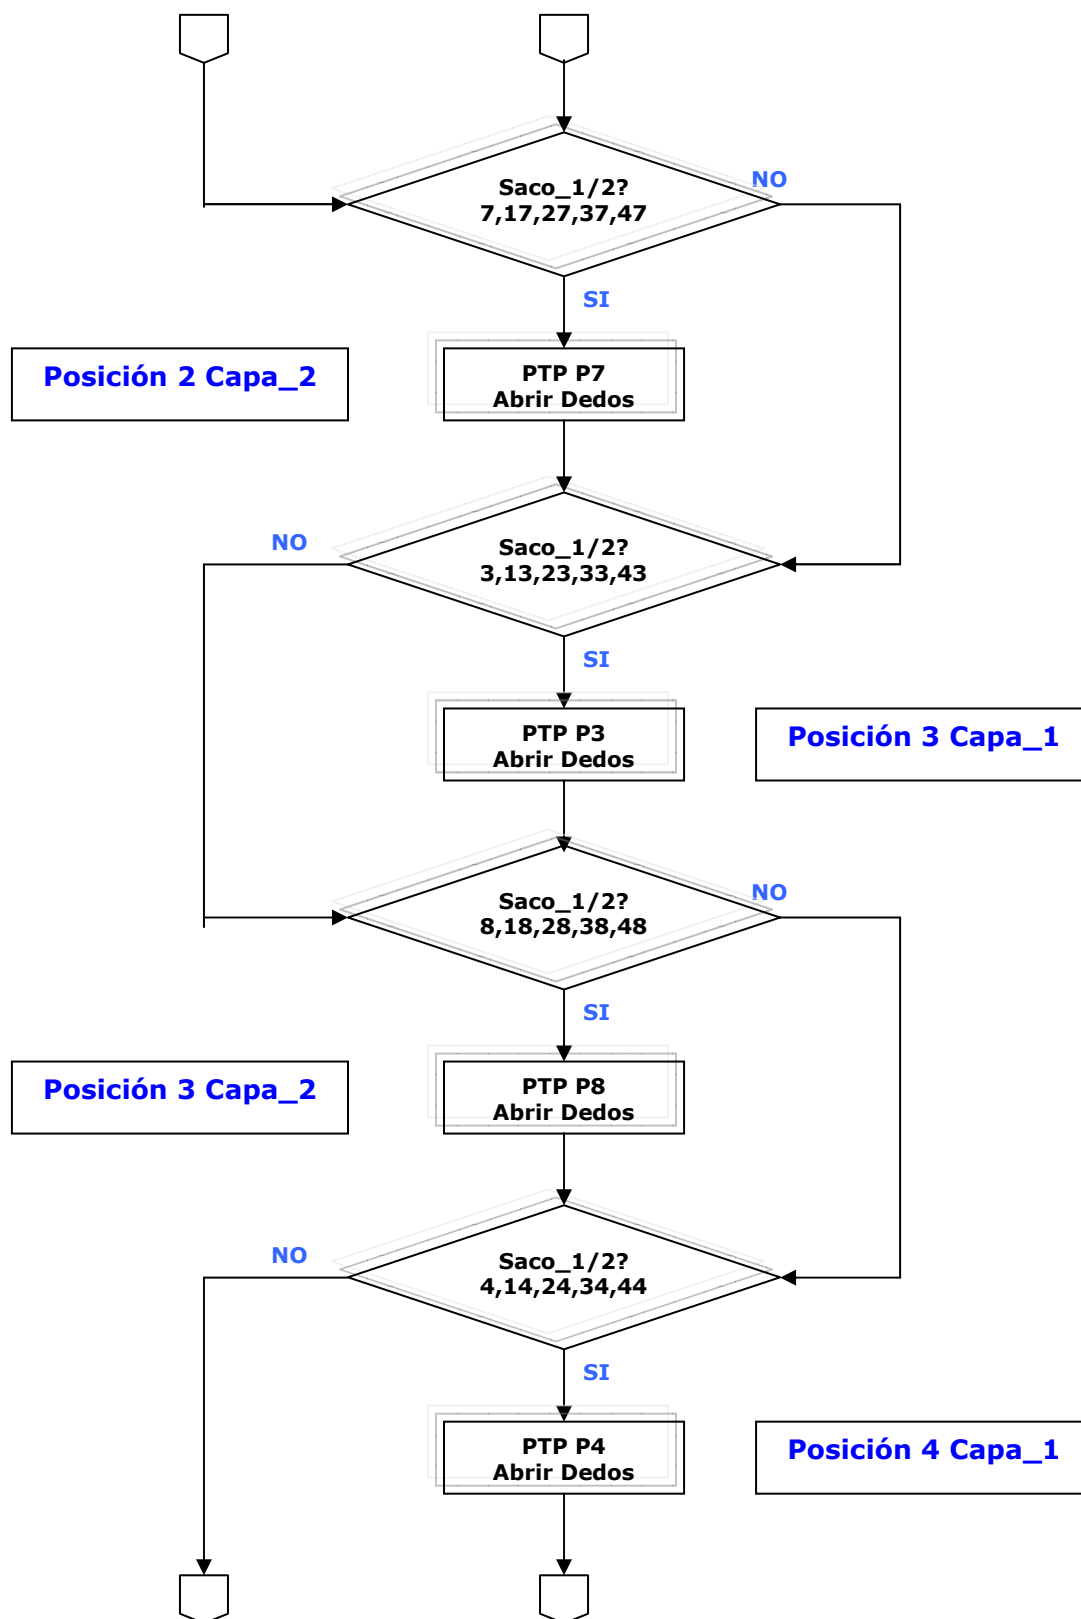 Saco_1/2?
7,17,27,37,47
NO
SI
Posición 2 Capa_2
PTP P7
Abrir Dedos
NO
Saco_1/2?
3,13,23,33,43
SI
PTP P3
Abrir Dedos
Posición 3 Capa_1
Saco_1/2?
8,18,28,38,48
NO
SI
Posición 3 Capa_2
PTP P8
Abrir Dedos
NO
Saco_1/2?
4,14,24,34,44
SI
PTP P4
Abrir Dedos
Posición 4 Capa_1